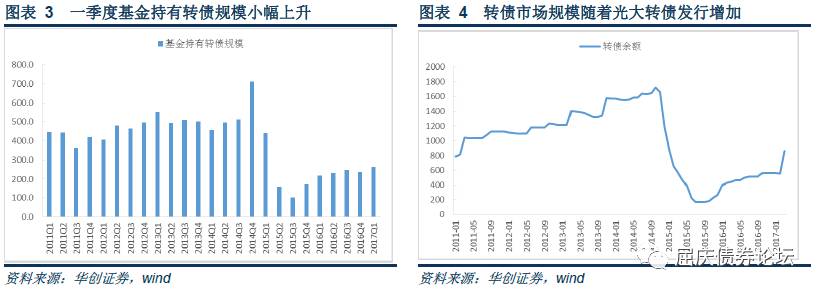 图表 3 一季度基金持有转债规模小幅上升
基金持有转债规模
800.0
700.0
600.0
500.0
400.0
300.0
200.0
100.0
0.0
2011Q1
2011Q2
2011Q3
2011Q4
2012Q1
2012Q2
2012Q3
2012Q4
2013Q1
2013Q2
2013Q3
2013Q4
2014Q1
2014Q2
2014Q3
2014Q4
2015Q1
2015Q2
2015Q3
2015Q4
2016Q1
2016Q2
2016Q3
2016Q4
2017Q1
资料来源：华创证券，wind
图表 4 转债市场规模随着光大转债发行增加
转债余额
2000
1800
1600
1400
1200
1000
800
600
400
200
0
2011-01
2011-05
2011-09
2012-01
2012-05
2012-09
2013-01
2013-05
2013-09
2014-01
2014-05
2014-09
2015-01
2015-05
2015-09
2016-01
2016-05
2016-09
2017-01
资料来源：华创证券，wind
屈庆债券论坛